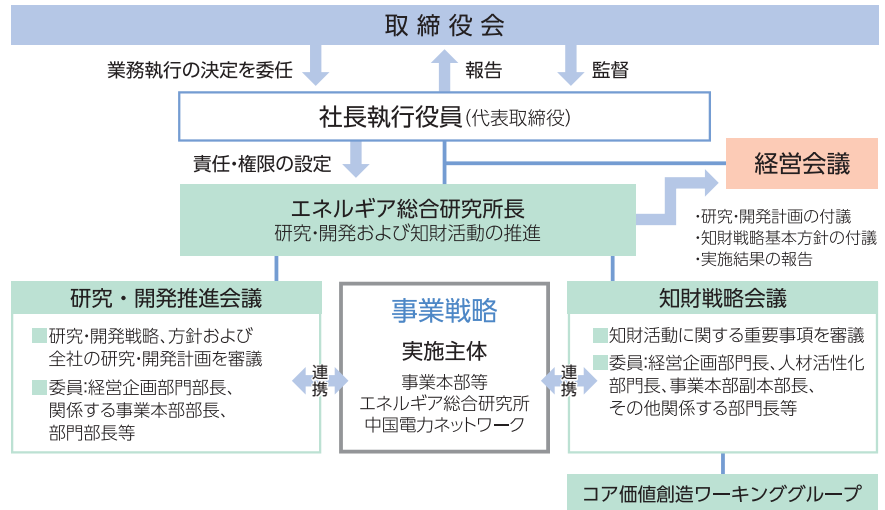 取締役会
業務執行の決定を委任
報告
監督
社長執行役員(代表取締役)
責任・権限の設定
経営会議
エネルギア総合研究所長
研究・開発および知財活動の推進
・研究・開発計画の付議
・知財戦略基本方針の付議
・実施結果の報告
研究・開発推進会議
研究・開発戦略、方針および
全社の研究・開発計画を審議
委員:経営企画部門部長、
関係する事業本部部長、
部門部長等
連携
事業戦略
実施主体
事業本部等
エネルギア総合研究所
中国電力ネットワーク
連携
知財戦略会議
知財活動に関する重要事項を審議
委員:経営企画部門長、人材活性化
部門長、事業本部副本部長、
その他関係する部門長等
コア価値創造ワーキンググループ